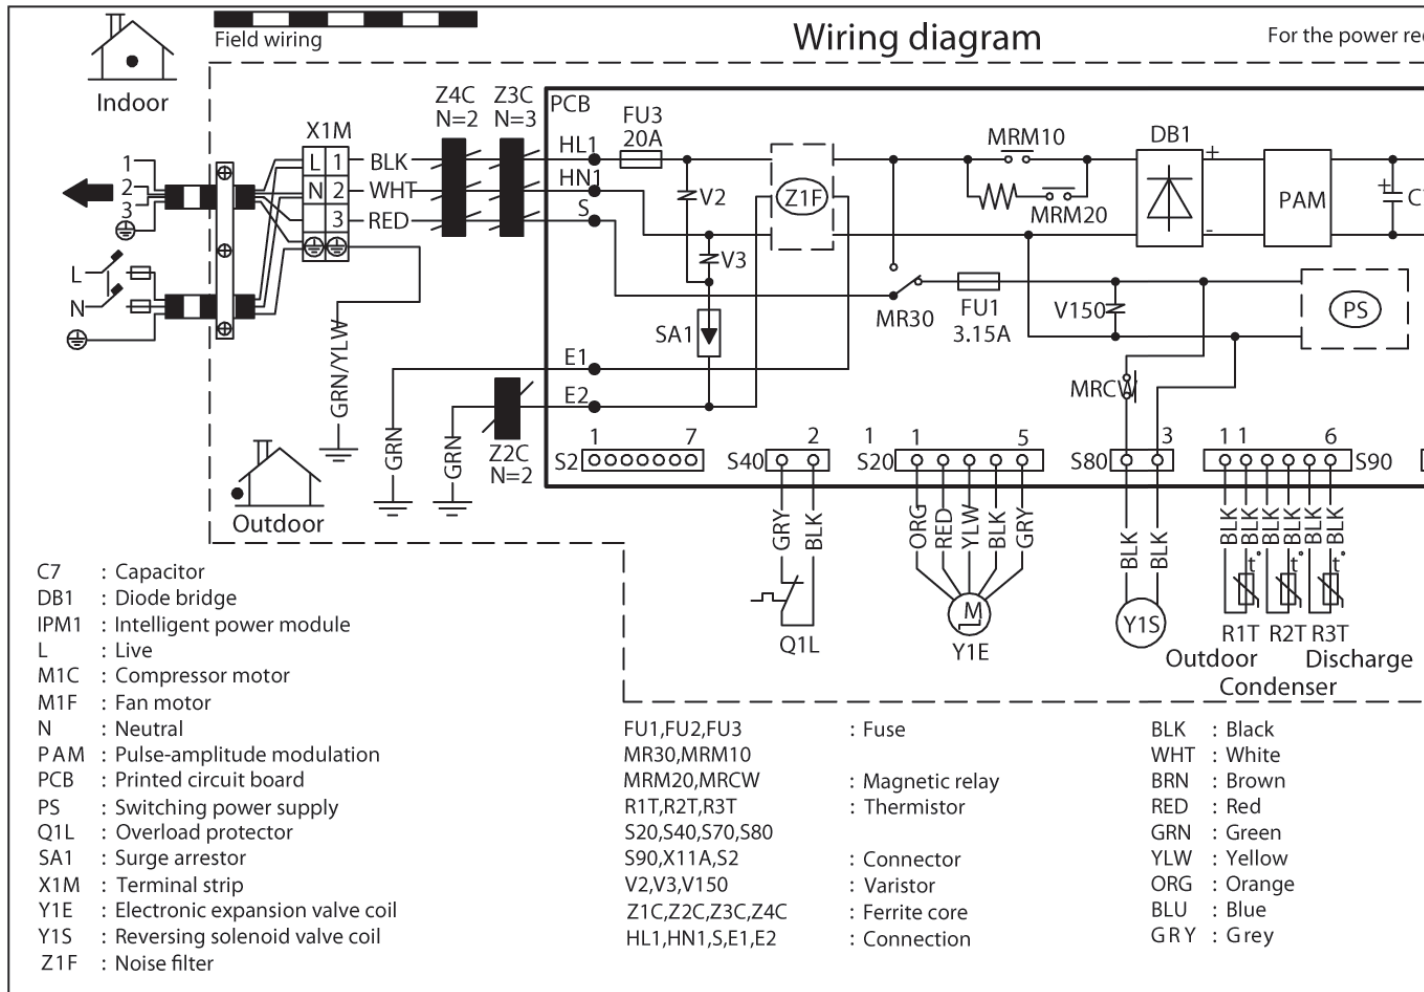 Wiring diagram
For the power re
Field wiring
Indoor
Z4C
N=2
Z3C
N=3
PCB
FU3
20A
X1M
HL1
HN1
S
L 1 BLK
N 2 WHT
3 RED
1
2
3
L
N
V2
V3
Z1F
MRM10
MRM20
DB1
+
-
PAM
+
C
MR30
FU1
3.15A
V150
PS
SA1
MRCW
E1
E2
GRN/YLW
GRN
GRN
Z2C
N=2
Outdoor
1 7
S2
2
S40
1 1 5
S20
3
S80
1 1 6
S90
GRY
BLK
Q1L
ORG
RED
YLW
BLK
GRY
M
Y1E
BLK
BLK
Y1S
BLK
BLK
BLK
BLK
BLK
BLK
t°
t°
t°
R1T R2T R3T
Outdoor Discharge
Condenser
C7 : Capacitor
DB1 : Diode bridge
IPM1 : Intelligent power module
L : Live
M1C : Compressor motor
M1F : Fan motor
N : Neutral
PAM : Pulse-amplitude modulation
PCB : Printed circuit board
PS : Switching power supply
Q1L : Overload protector
SA1 : Surge arrestor
X1M : Terminal strip
Y1E : Electronic expansion valve coil
Y1S : Reversing solenoid valve coil
Z1F : Noise filter
FU1,FU2,FU3 : Fuse
MR30,MRM10
MRM20,MRCW : Magnetic relay
R1T,R2T,R3T : Thermistor
S20,S40,S70,S80
S90,X11A,S2 : Connector
V2,V3,V150 : Varistor
Z1C,Z2C,Z3C,Z4C : Ferrite core
HL1,HN1,S,E1,E2 : Connection
BLK : Black
WHT : White
BRN : Brown
RED : Red
GRN : Green
YLW : Yellow
ORG : Orange
BLU : Blue
GRY : Grey